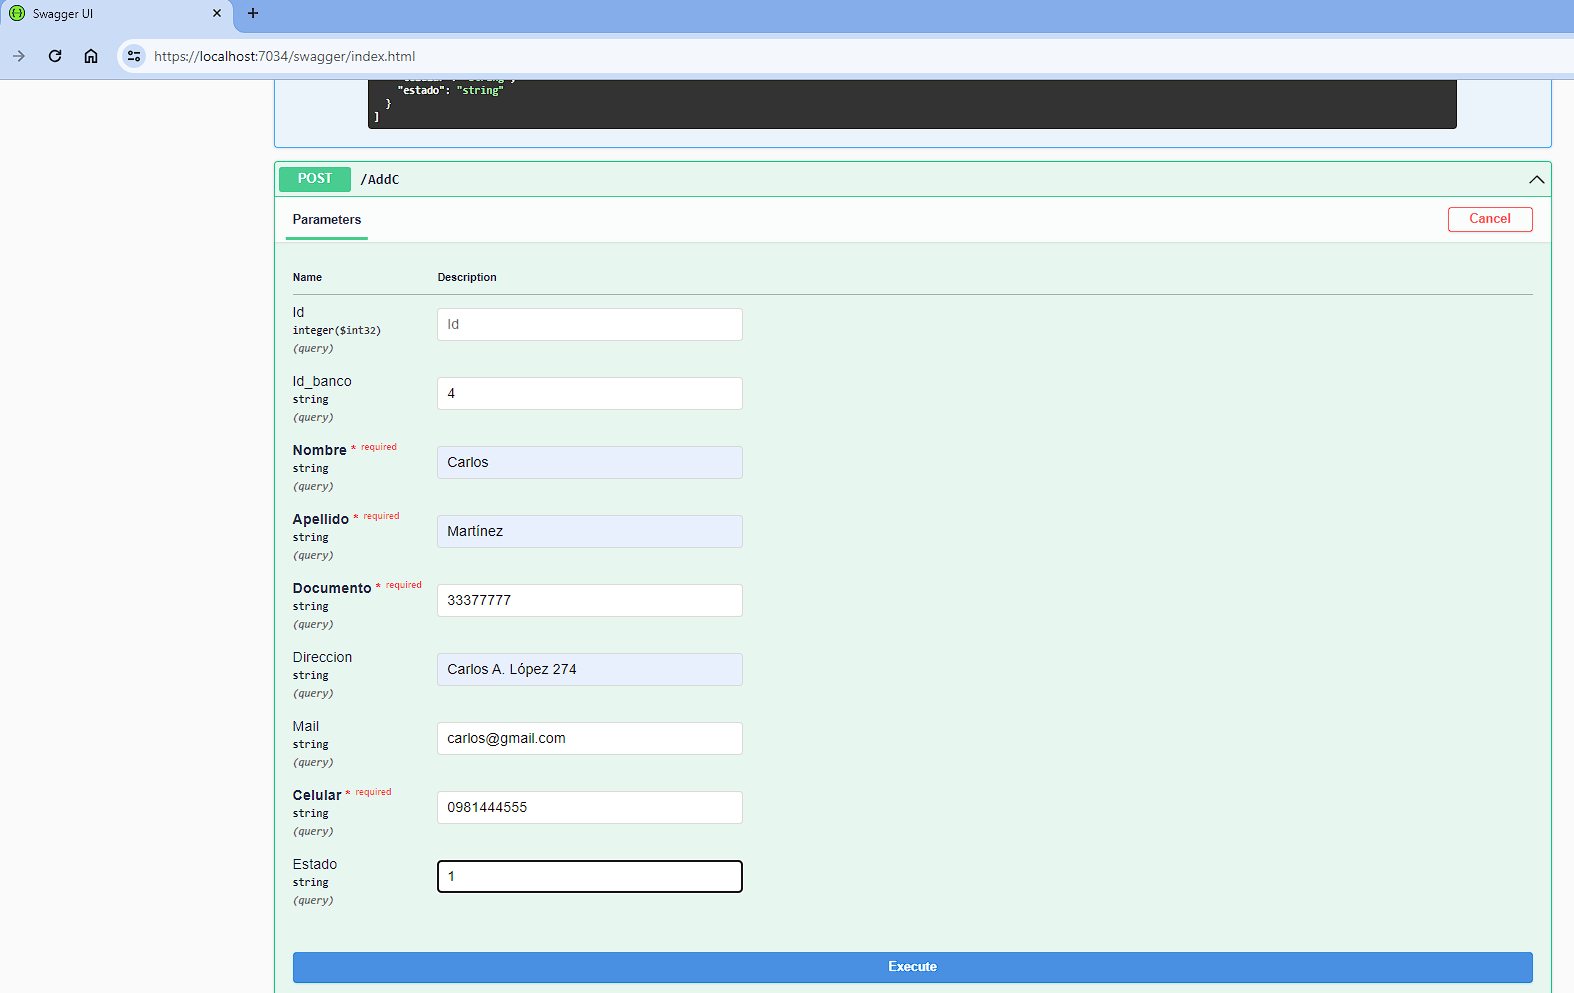 Swagger UI
https://localhost:7034/swagger/index.html
"estado": "string"
}
]
POST /AddC
Parameters
Cancel
Name Description
Id
integer($int32)
(query)
Id
Id_banco
string
(query)
4
Nombre * required
string
(query)
Carlos
Apellido * required
string
(query)
Martínez
Documento * required
string
(query)
33377777
Direccion
string
(query)
Carlos A. López 274
Mail
string
(query)
carlos@gmail.com
Celular * required
string
(query)
0981444555
Estado
string
(query)
1
Execute